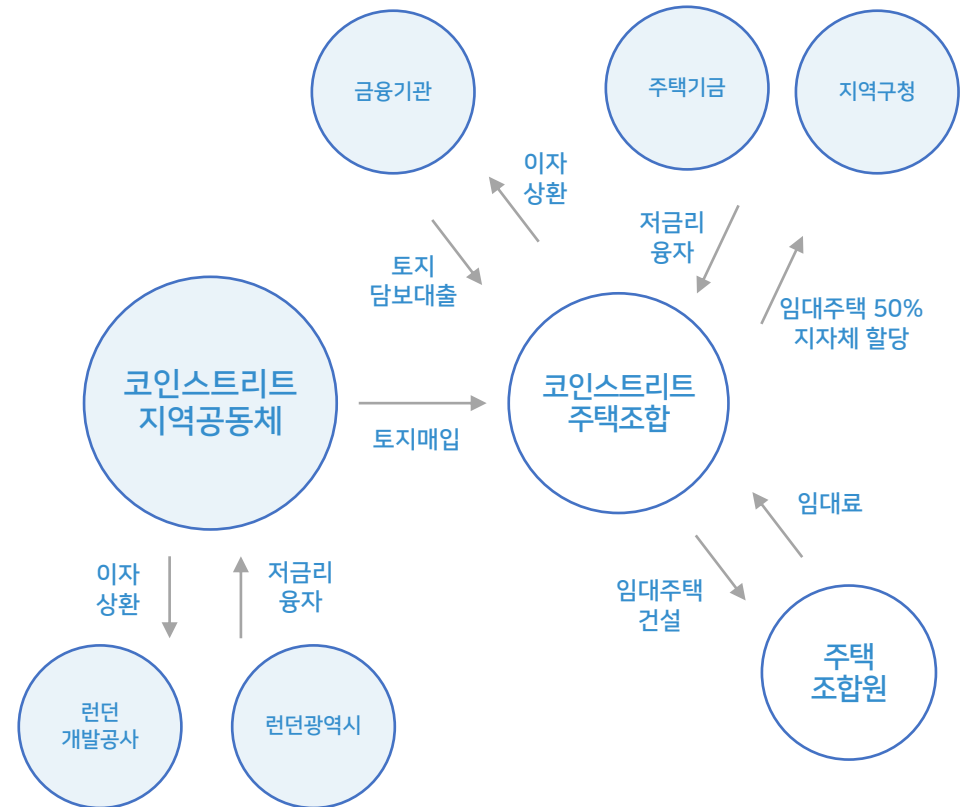 금융기관
주택기금
지역구청
이자
상환
저금리
융자
토지
담보대출
임대주택 50%
지자체 할당
코인스트리트
지역공동체
토지매입
코인스트리트
주택조합
임대료
임대주택
건설
이자
상환
저금리
융자
주택
조합원
런던
개발공사
런던광역시